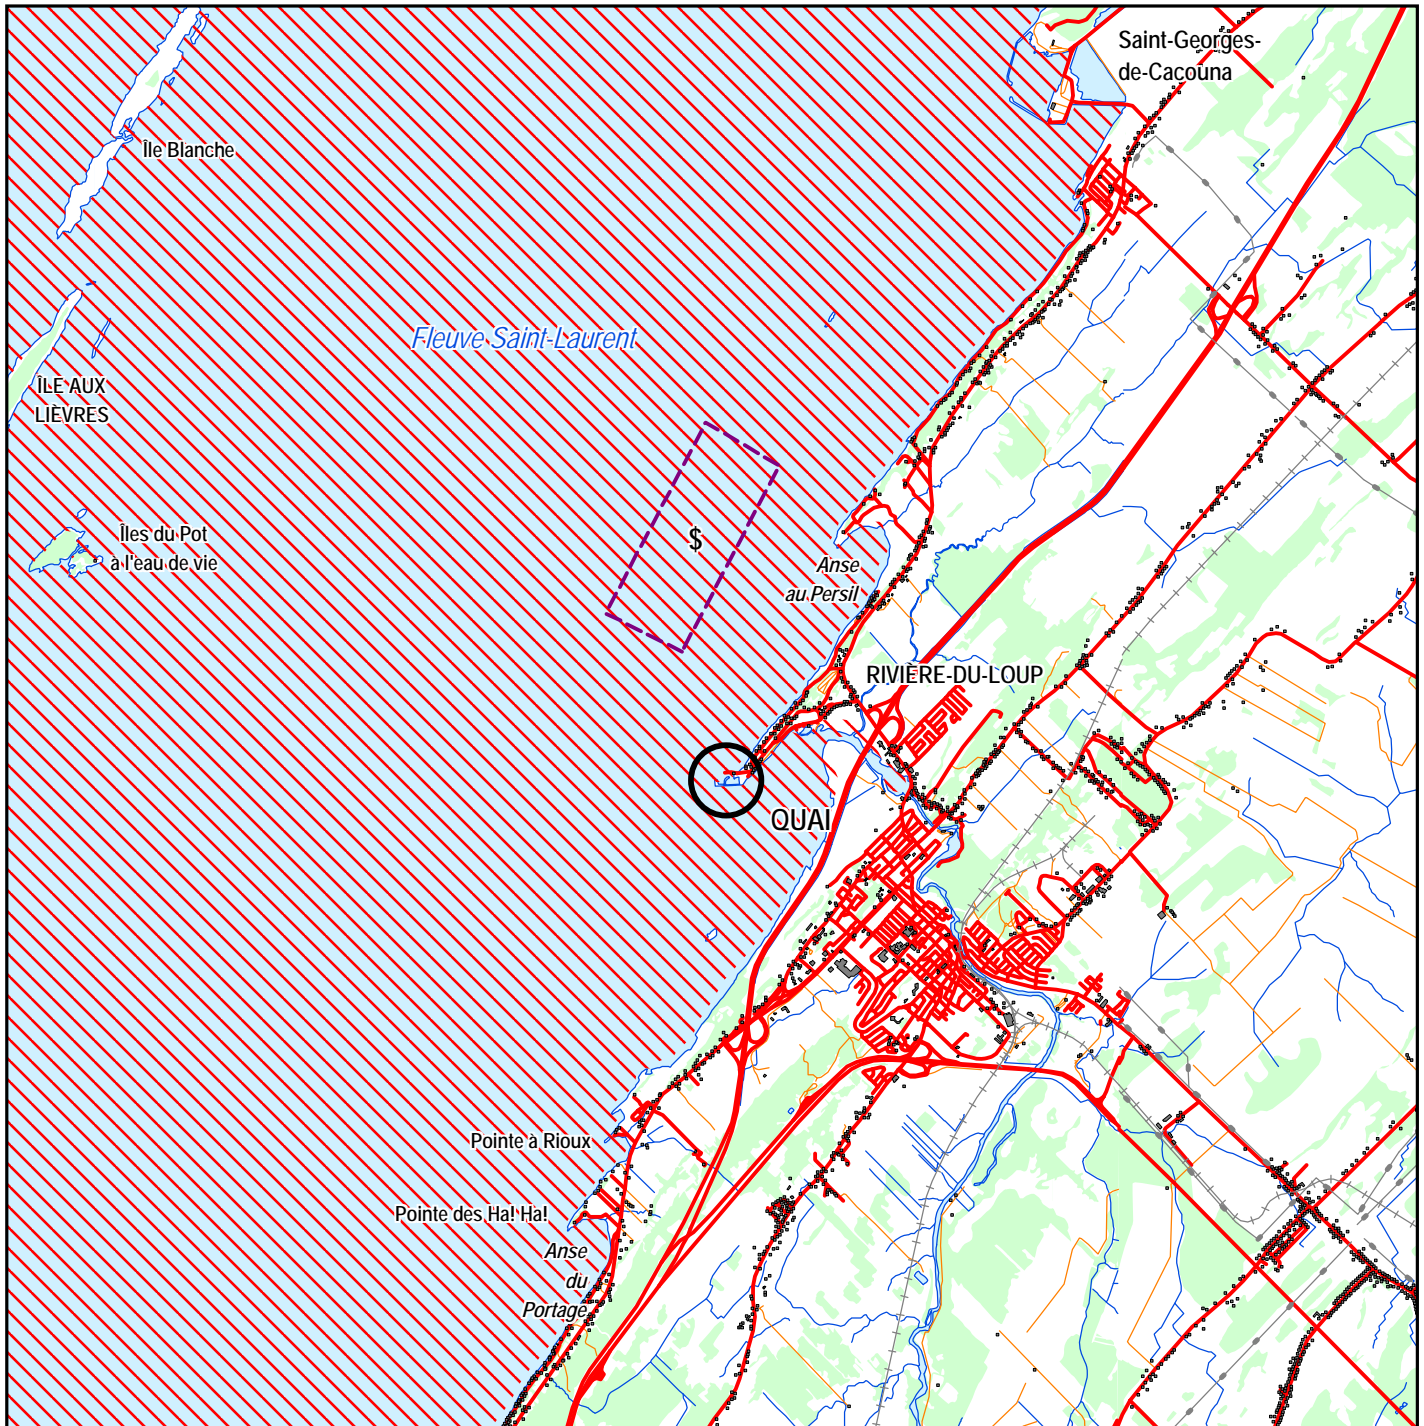 Saint-Georges-
de-Cacouna
Île Blanche
Fleuve Saint-Laurent
ÎLE AUX
LIÈVRES
$
Îles du Pot
à l'eau de vie
Anse
au Persil
RIVIÈRE-DU-LOUP
QUAI
Pointe à Rioux
Pointe des Ha! Ha!
Anse
du
Portage